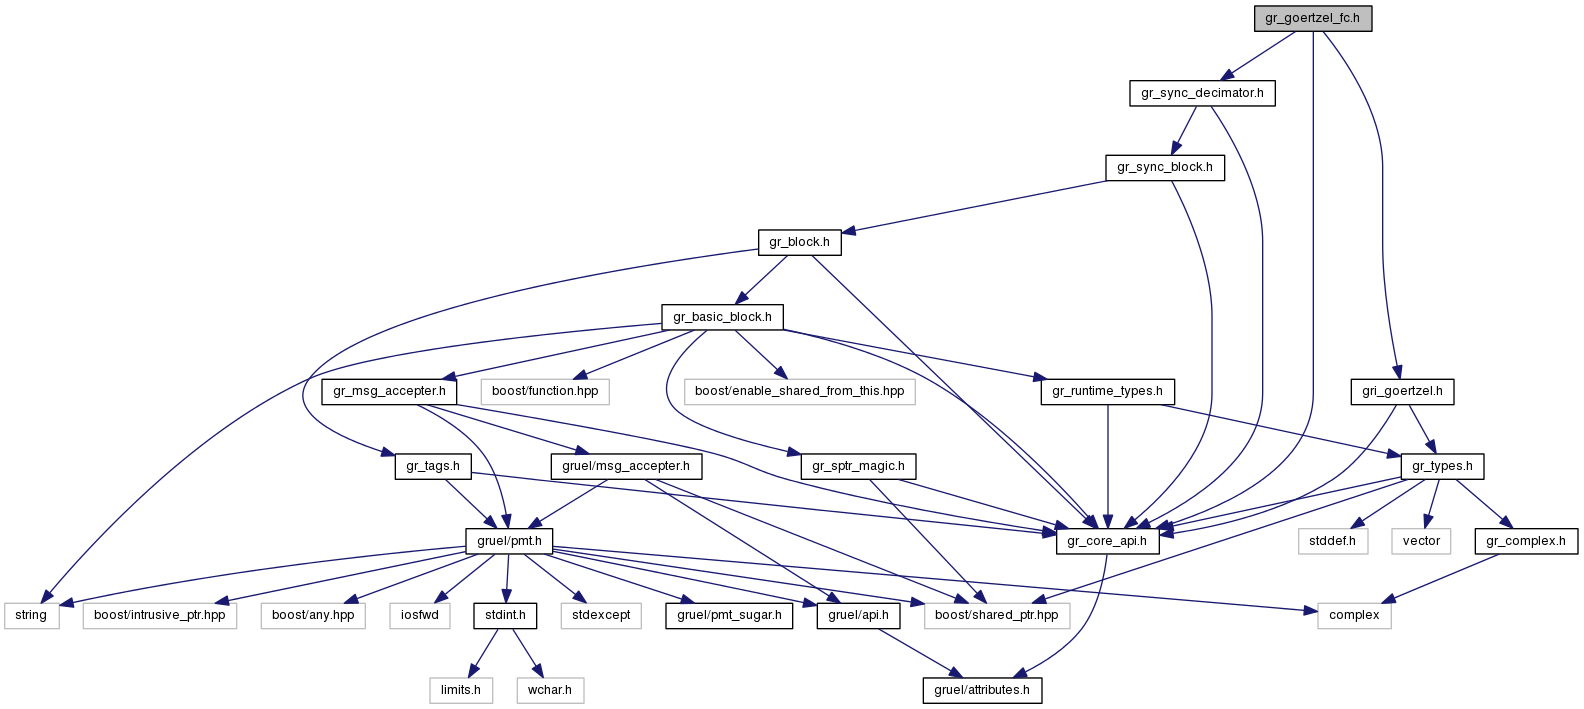 gr_goertzel_fc.h
gr_sync_decimator.h
gr_sync_block.h
gr_block.h
gr_basic_block.h
gr_msg_accepter.h
boost/function.hpp
boost/enable_shared_from_this.hpp
gr_runtime_types.h
gri_goertzel.h
gr_tags.h
gruel/msg_accepter.h
gr_sptr_magic.h
gr_types.h
gruel/pmt.h
gr_core_api.h
stddef.h
vector
gr_complex.h
string
boost/intrusive_ptr.hpp
boost/any.hpp
iosfwd
stdint.h
stdexcept
gruel/pmt_sugar.h
gruel/api.h
boost/shared_ptr.hpp
complex
limits.h
wchar.h
gruel/attributes.h